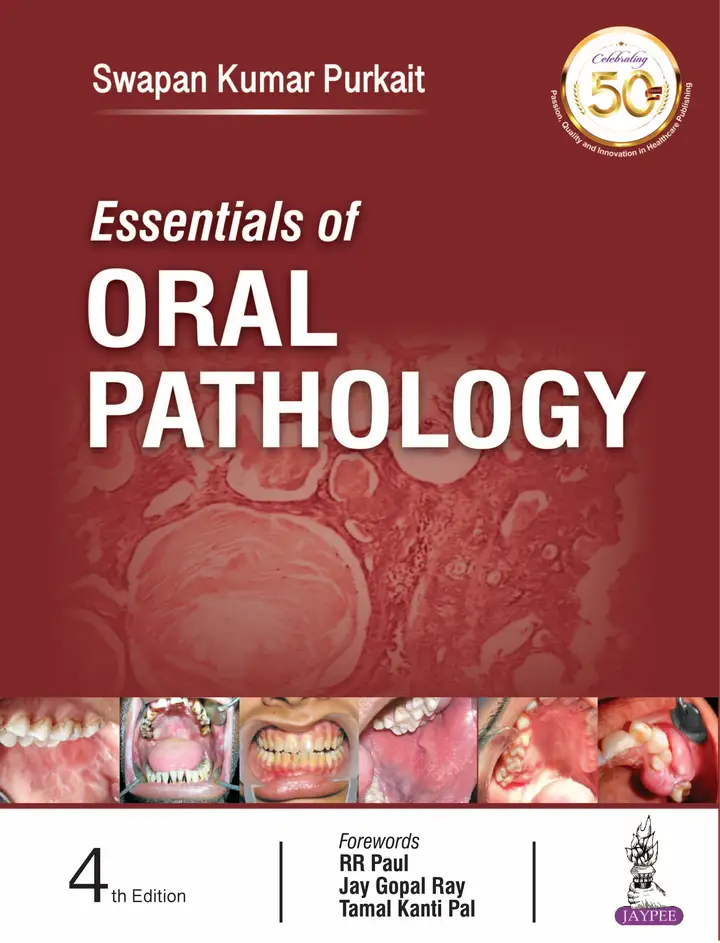 Swapan Kumar Purkait
Celebrating
50
Passion, Quality and Innovation in Healthcare Publishing
Essentials of
ORAL
PATHOLOGY
4th Edition
Forewords
RR Paul
Jay Gopal Ray
Tamal Kanti Pal
JAYPEE